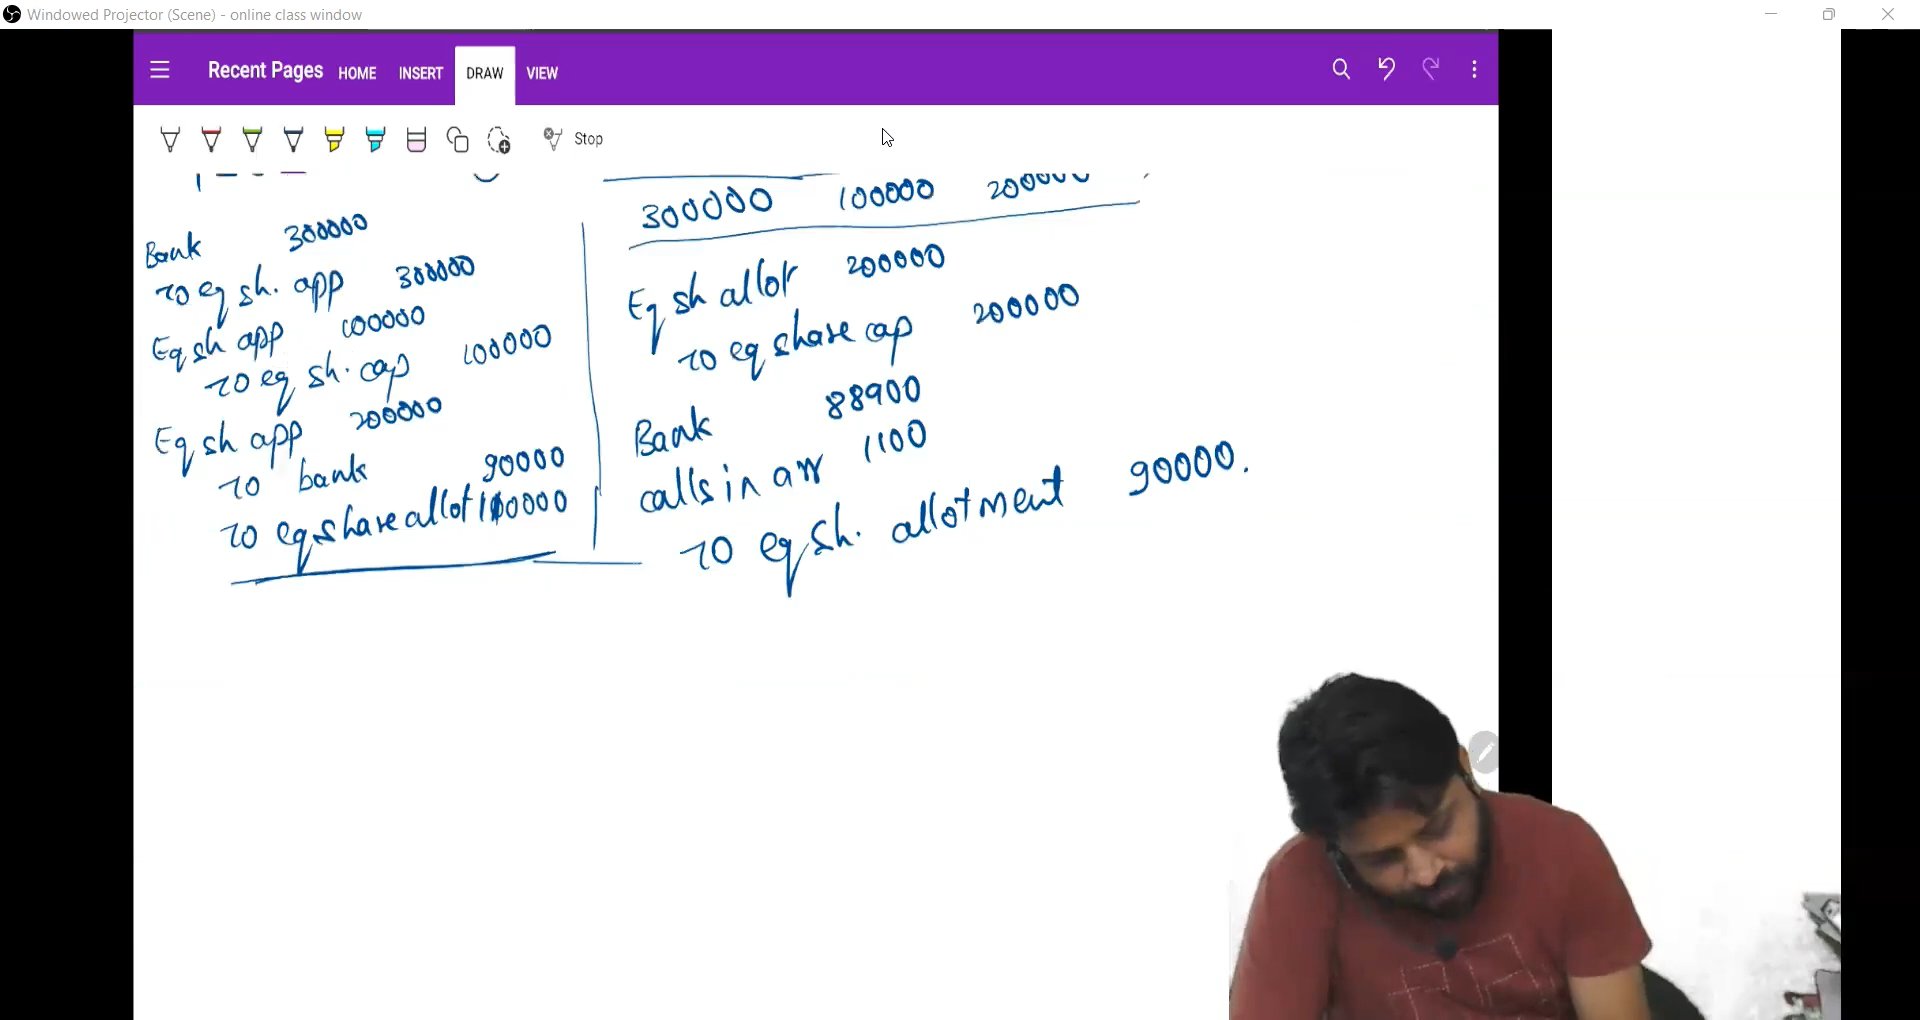 Windowed Projector (Scene) - online class window
Recent Pages HOME INSERT DRAW VIEW
Stop
300000 100000 200000
Bank 300000
To eq sh. app 300000
Eq sh app 100000
To eq sh. cap 100000
Eq sh app 200000
To bank 90000
To eq share allot 110000
Eq sh allot 200000
To eq share cap 200000
Bank 88900
calls in arr 1100
To eq sh. allotment 90000.